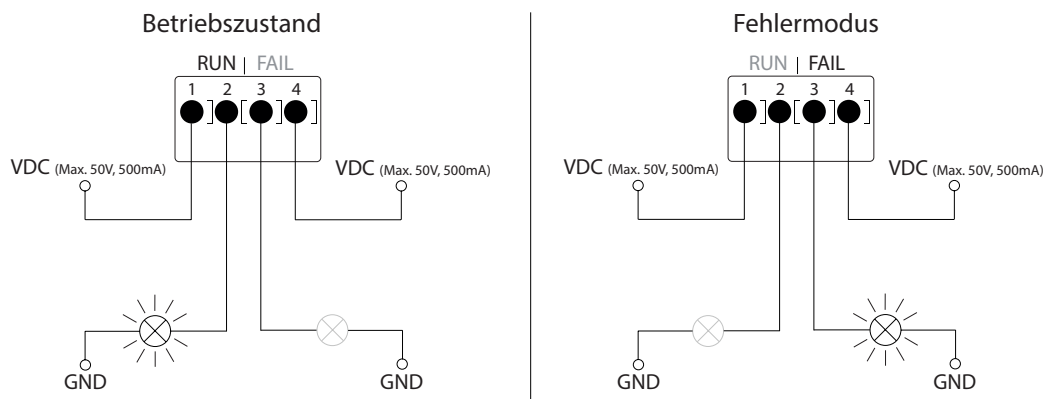 Betriebszustand
RUN | FAIL
1 2 3 4
VDC (Max. 50V, 500mA)
VDC (Max. 50V, 500mA)
GND
GND
Fehlermodus
RUN | FAIL
1 2 3 4
VDC (Max. 50V, 500mA)
VDC (Max. 50V, 500mA)
GND
GND